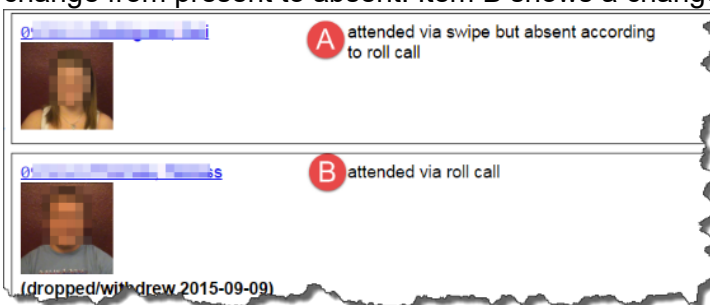 change from present to absent. Item B shows a chang
A attended via swipe but absent according
to roll call
B attended via roll call
(dropped/withdrew 2015-09-09)